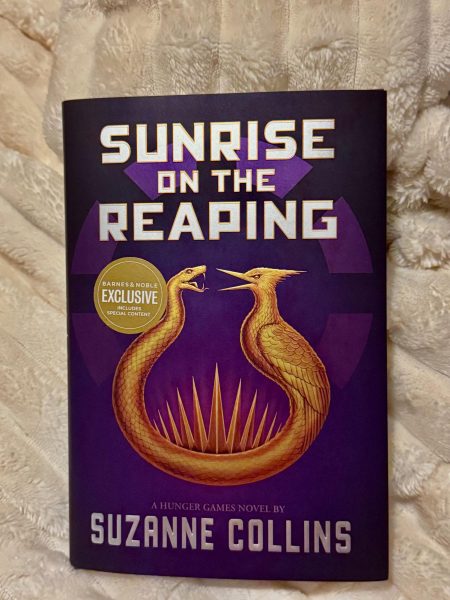 SUNRISE
ON THE
REAPING
BARNES & NOBLE
EXCLUSIVE
INCLUDES
SPECIAL CONTENT
A HUNGER GAMES NOVEL BY
SUZANNE COLLINS